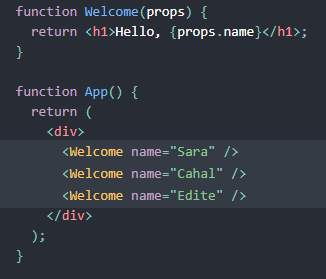 function Welcome(props) {
  return <h1>Hello, {props.name}</h1>;
}

function App() {
  return (
    <div>
      <Welcome name="Sara" />
      <Welcome name="Cahal" />
      <Welcome name="Edite" />
    </div>
  );
}